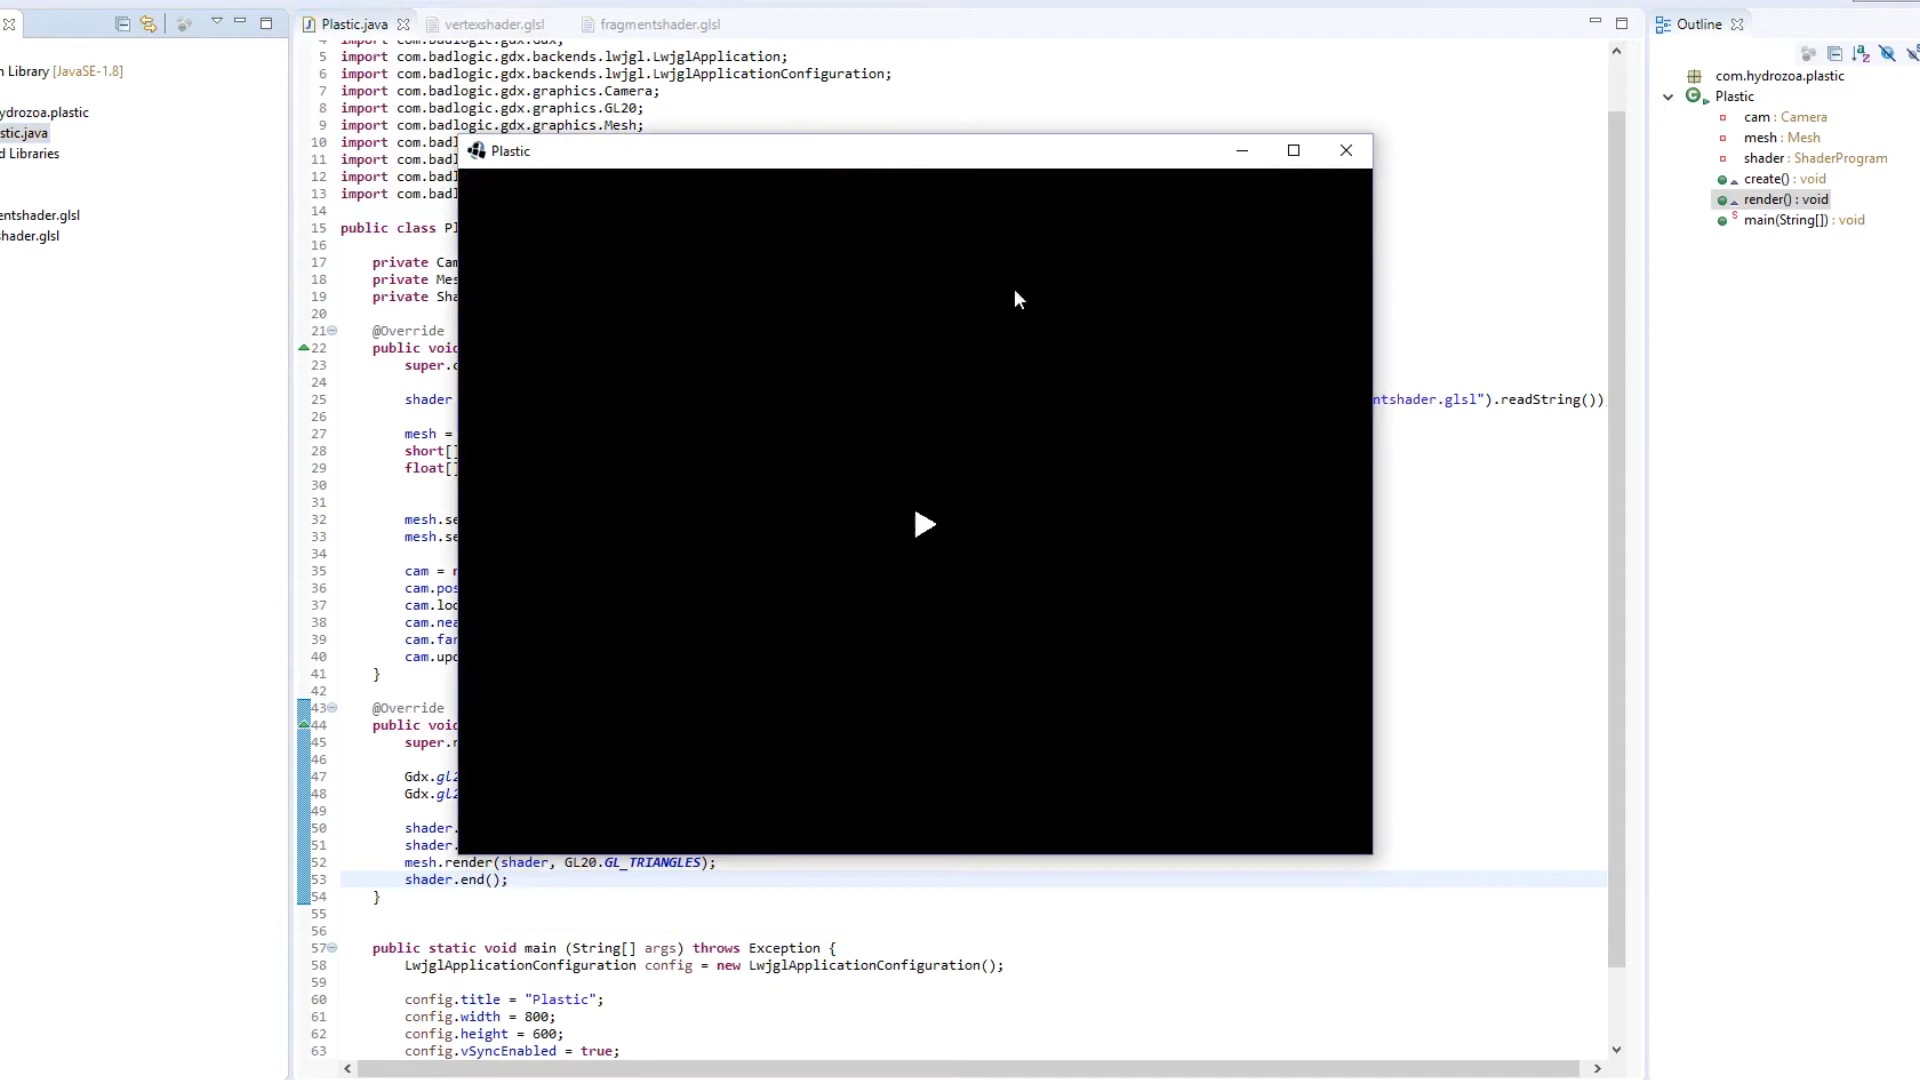 Plastic.java
vertexshader.glsl
fragmentshader.glsl
Outline
n Library [JavaSE-1.8]
ydrozoa.plastic
stic.java
d Libraries
entshader.glsl
shader.glsl
4 import com.badlogic.gdx.Gdx;
5 import com.badlogic.gdx.backends.lwjgl.LwjglApplication;
6 import com.badlogic.gdx.backends.lwjgl.LwjglApplicationConfiguration;
7 import com.badlogic.gdx.graphics.Camera;
8 import com.badlogic.gdx.graphics.GL20;
9 import com.badlogic.gdx.graphics.Mesh;
10 import com.badl
11 import com.badl
12 import com.badl
13 import com.badl
14
15 public class Pl
16
17 private Cam
18 private Mes
19 private Sha
20
21 @Override
22 public voic
23 super.c
24
25 shader ntshader.glsl").readString())
26
27 mesh =
28 short[]
29 float[]
30
31
32 mesh.se
33 mesh.se
34
35 cam = n
36 cam.pos
37 cam.loo
38 cam.nea
39 cam.far
40 cam.upd
41 }
42
43 @Override
44 public voic
45 super.r
46
47 Gdx.gl2
48 Gdx.gl2
49
50 shader.
51 shader.
52 mesh.render(shader, GL20.GL_TRIANGLES);
53 shader.end();
54 }
55
56
57 public static void main (String[] args) throws Exception {
58 LwjglApplicationConfiguration config = new LwjglApplicationConfiguration();
59
60 config.title = "Plastic";
61 config.width = 800;
62 config.height = 600;
63 config.vSyncEnabled = true;
Plastic
com.hydrozoa.plastic
Plastic
cam : Camera
mesh : Mesh
shader : ShaderProgram
create() : void
render() : void
main(String[]) : void